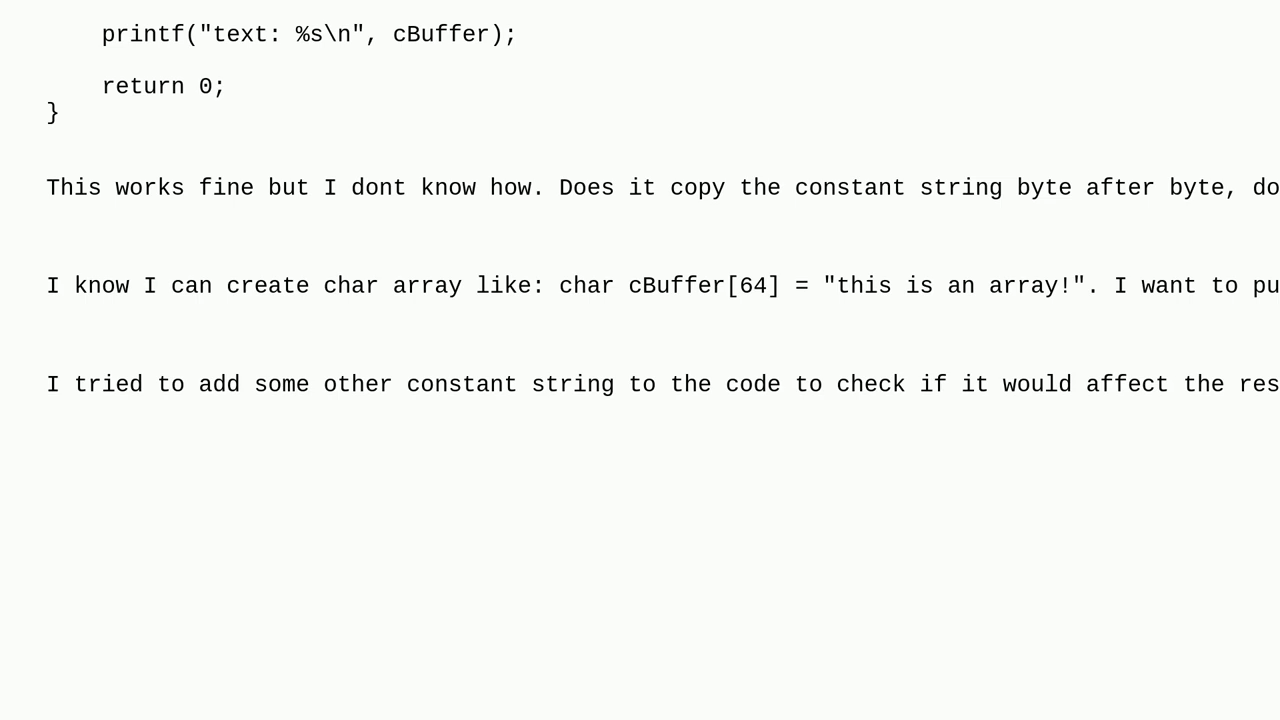 printf("text: %s\n", cBuffer);
return 0;
}
This works fine but I dont know how. Does it copy the constant string byte after byte, do
I know I can create char array like: char cBuffer[64] = "this is an array!". I want to pu
I tried to add some other constant string to the code to check if it would affect the res